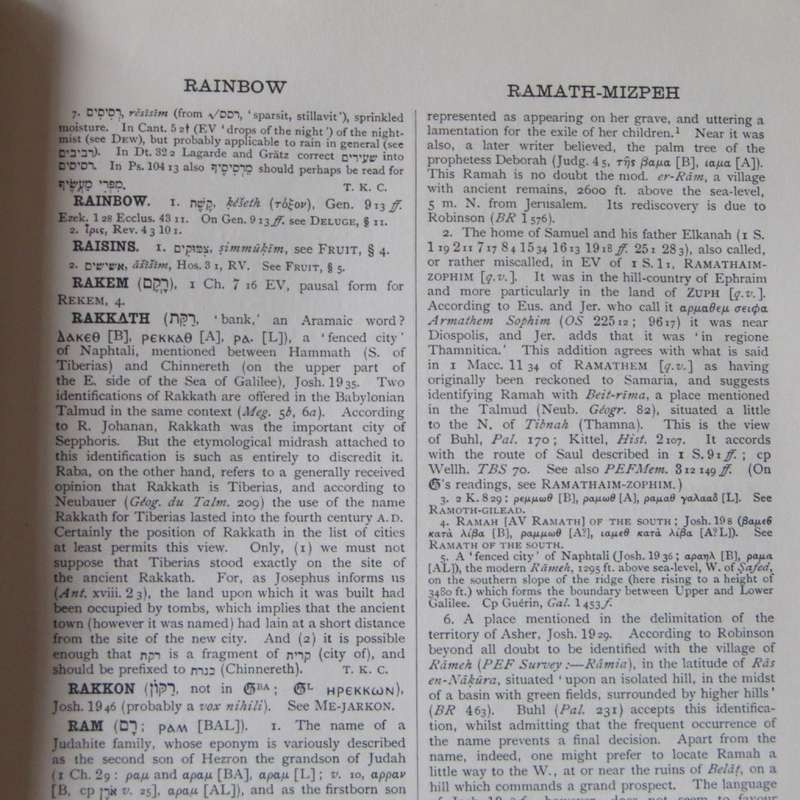 RAINBOW
7. רְסִיסִים, rĕsīsīm (from √רסס, 'sparsit, stillavit'), sprinkled
moisture. In Cant. 5 2† (EV 'drops of the night') of the night-
mist (see DEW), but probably applicable to rain in general (see
רביבים). In Dt. 32 2 Lagarde and Grätz correct שעירים into
רסיסים. In Ps. 104 13 also should perhaps be read for
מִפְּרִי מַעֲשֶׂיךָ. T. K. C.
RAINBOW. 1. קֶשֶׁת, ḳéšeth (τόξον), Gen. 9 13 ff.
Ezek. 1 28 Ecclus. 43 11. On Gen. 9 13 ff. see DELUGE, § 11.
2. ἶρις, Rev. 4 3 10 1.
RAISINS. 1. צִמּוּקִים, ṣimmūḳīm, see FRUIT, § 4.
2. אֲשִׁישִׁים, ăšīšīm, Hos. 3 1, RV. See FRUIT, § 5.
RAKEM (רָקֶם), 1 Ch. 7 16 EV, pausal form for
REKEM, 4.
RAKKATH (רַקַּת, 'bank,' an Aramaic word?
ΔΑΚΕΘ [B], ΡΕΚΚΑΘ [A], ΡΑ. [L]), a 'fenced city'
of Naphtali, mentioned between Hammath (S. of
Tiberias) and Chinnereth (on the upper part of
the E. side of the Sea of Galilee), Josh. 19 35. Two
identifications of Rakkath are offered in the Babylonian
Talmud in the same context (Meg. 5b, 6a). According
to R. Johanan, Rakkath was the important city of
Sepphoris. But the etymological midrash attached to
this identification is such as entirely to discredit it.
Raba, on the other hand, refers to a generally received
opinion that Rakkath is Tiberias, and according to
Neubauer (Géog. du Talm. 209) the use of the name
Rakkath for Tiberias lasted into the fourth century A.D.
Certainly the position of Rakkath in the list of cities
at least permits this view. Only, (1) we must not
suppose that Tiberias stood exactly on the site of
the ancient Rakkath. For, as Josephus informs us
(Ant. xviii. 2 3), the land upon which it was built had
been occupied by tombs, which implies that the ancient
town (however it was named) had lain at a short distance
from the site of the new city. And (2) it is possible
enough that רקת is a fragment of קרית (city of), and
should be prefixed to כנרת (Chinnereth). T. K. C.
RAKKON (רַקּוֹן, not in 𝔊BA; 𝔊L ΗΡΕΚΚΩΝ),
Josh. 19 46 (probably a vox nihili). See ME-JARKON.
RAM (רָם; ΡΑΜ [BAL]). 1. The name of a
Judahite family, whose eponym is variously described
as the second son of Hezron the grandson of Judah
(1 Ch. 2 9: ραμ and αραμ [BA], αραμ [L]; v. 10, αρραν
[B, cp ארן v. 25], αραμ [AL]), and as the firstborn son
RAMATH-MIZPEH
represented as appearing on her grave, and uttering a
lamentation for the exile of her children.1 Near it was
also, a later writer believed, the palm tree of the
prophetess Deborah (Judg. 4 5, τῆς βαμα [B], ιαμα [A]).
This Ramah is no doubt the mod. er-Rām, a village
with ancient remains, 2600 ft. above the sea-level,
5 m. N. from Jerusalem. Its rediscovery is due to
Robinson (BR 1 576).
2. The home of Samuel and his father Elkanah (1 S.
1 19 2 11 7 17 8 4 15 34 16 13 19 18 ff. 25 1 28 3), also called,
or rather miscalled, in EV of 1 S. 1 1, RAMATHAIM-
ZOPHIM [q.v.]. It was in the hill-country of Ephraim
and more particularly in the land of ZUPH [q.v.].
According to Eus. and Jer. who call it αρμαθεμ σειφα
Armathem Sophim (OS 225 12; 96 17) it was near
Diospolis, and Jer. adds that it was 'in regione
Thamnitica.' This addition agrees with what is said
in 1 Macc. 11 34 of RAMATHEM [q.v.] as having
originally been reckoned to Samaria, and suggests
identifying Ramah with Beit-rīma, a place mentioned
in the Talmud (Neub. Géogr. 82), situated a little
to the N. of Tibnah (Thamna). This is the view
of Buhl, Pal. 170; Kittel, Hist. 2 107. It accords
with the route of Saul described in 1 S. 9 1 ff.; cp
Wellh. TBS 70. See also PEFMem. 3 12 149 ff. (On
𝔊's readings, see RAMATHAIM-ZOPHIM.)
3. 2 K. 8 29; ρεμμωθ [B], ραμωθ [A], ραμαθ γαλααδ [L]. See
RAMOTH-GILEAD.
4. RAMAH [AV RAMATH] OF THE SOUTH; Josh. 19 8 (βαμεθ
κατὰ λίβα [B], ραμμωθ [A?], ιαμεθ κατὰ λίβα [A?L]). See
RAMATH OF THE SOUTH.
5. A 'fenced city' of Naphtali (Josh. 19 36; αραηλ [B], ραμα
[AL]), the modern Rāmeh, 1295 ft. above sea-level, W. of Ṣafed,
on the southern slope of the ridge (here rising to a height of
3480 ft.) which forms the boundary between Upper and Lower
Galilee. Cp Guérin, Gal. 1 453 f.
6. A place mentioned in the delimitation of the
territory of Asher, Josh. 19 29. According to Robinson
beyond all doubt to be identified with the village of
Rāmeh (PEF Survey:—Rāmia), in the latitude of Rās
en-Nāḳūra, situated 'upon an isolated hill, in the midst
of a basin with green fields, surrounded by higher hills'
(BR 463). Buhl (Pal. 231) accepts this identifica-
tion, whilst admitting that the frequent occurrence of
the name prevents a final decision. Apart from the
name, indeed, one might prefer to locate Ramah a
little way to the W., at or near the ruins of Belāt, on a
hill which commands a grand prospect. The language